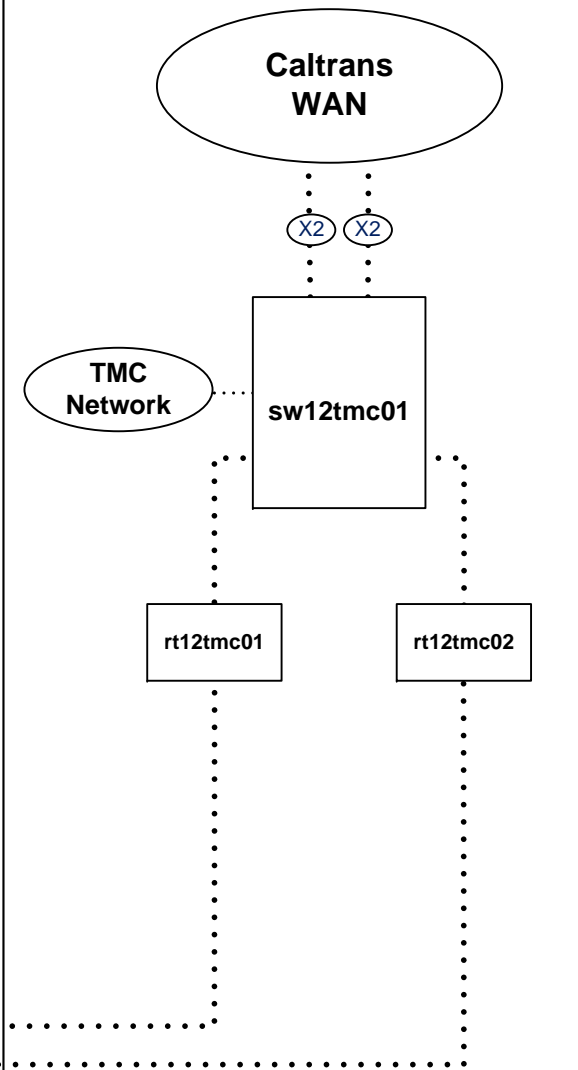 Caltrans
WAN
X2 X2
TMC
Network
sw12tmc01
rt12tmc01
rt12tmc02